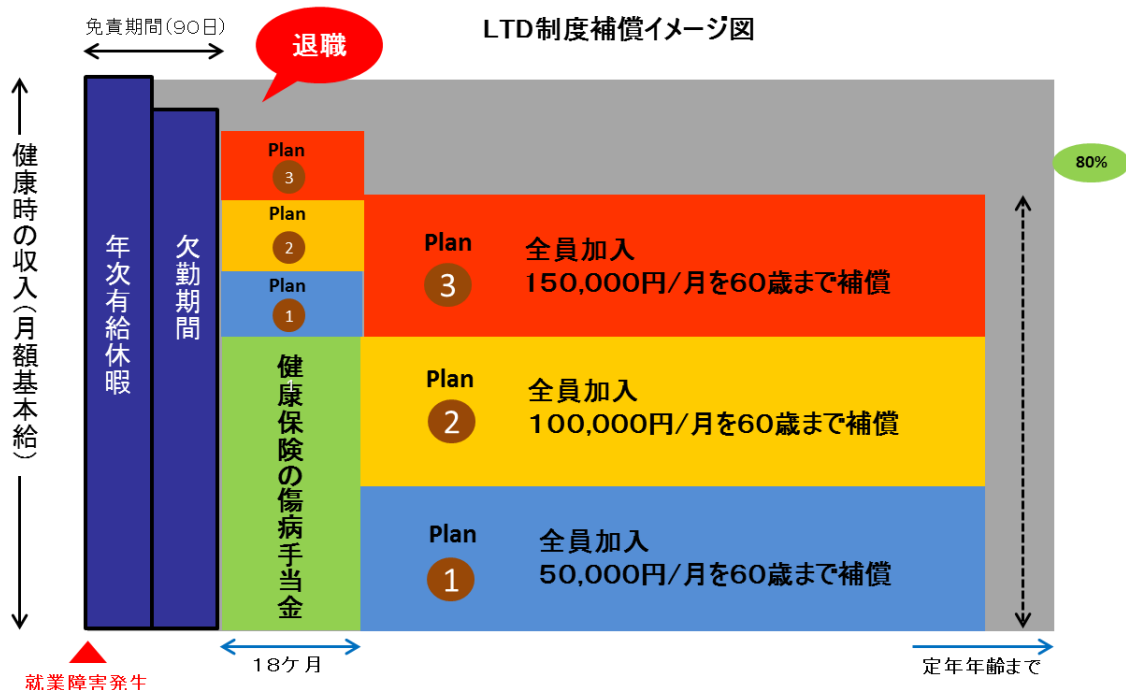 LTD制度補償イメージ図
免責期間(90日)
退職
健康時の収入(月額基本給)
年次有給休暇
欠勤期間
Plan
3
Plan
2
Plan
1
健康保険の傷病手当金
1
Plan
3
全員加入
150,000円/月を60歳まで補償
Plan
2
全員加入
100,000円/月を60歳まで補償
Plan
1
全員加入
50,000円/月を60歳まで補償
80%
18ケ月
定年年齢まで
就業障害発生